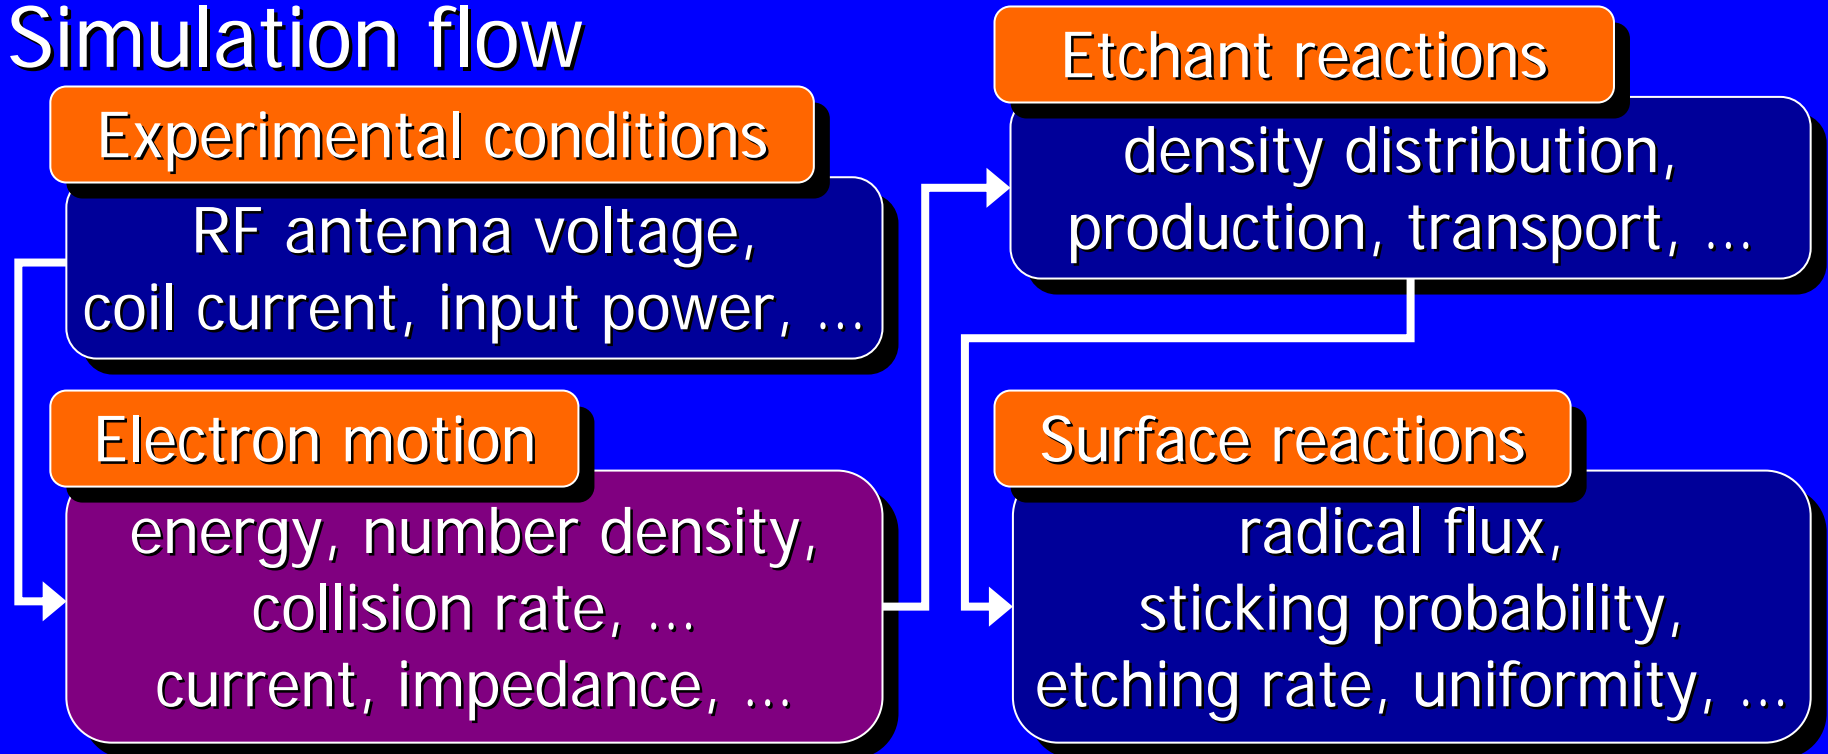 Simulation flow
Experimental conditions
RF antenna voltage,
coil current, input power, ...
Electron motion
energy, number density,
collision rate, ...
current, impedance, ...
Etchant reactions
density distribution,
production, transport, ...
Surface reactions
radical flux,
sticking probability,
etching rate, uniformity, ...